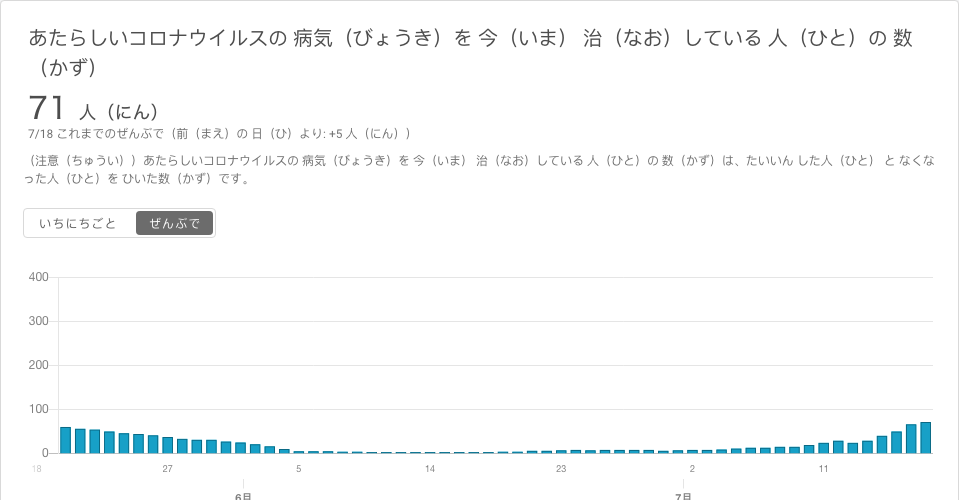 あたらしいコロナウイルスの 病気（びょうき）を 今（いま） 治（なお）している 人（ひと）の 数
（かず）
71 人（にん）
7/18 これまでのぜんぶで（前（まえ）の 日（ひ）より: +5 人（にん））
（注意（ちゅうい））あたらしいコロナウイルスの 病気（びょうき）を 今（いま） 治（なお）している 人（ひと）の 数（かず）は、たいいん した人（ひと） と なくな
った人（ひと）を ひいた数（かず）です。
いちにちごと ぜんぶで
400
300
200
100
0
18 27 5 14 23 2 11
6月 7月